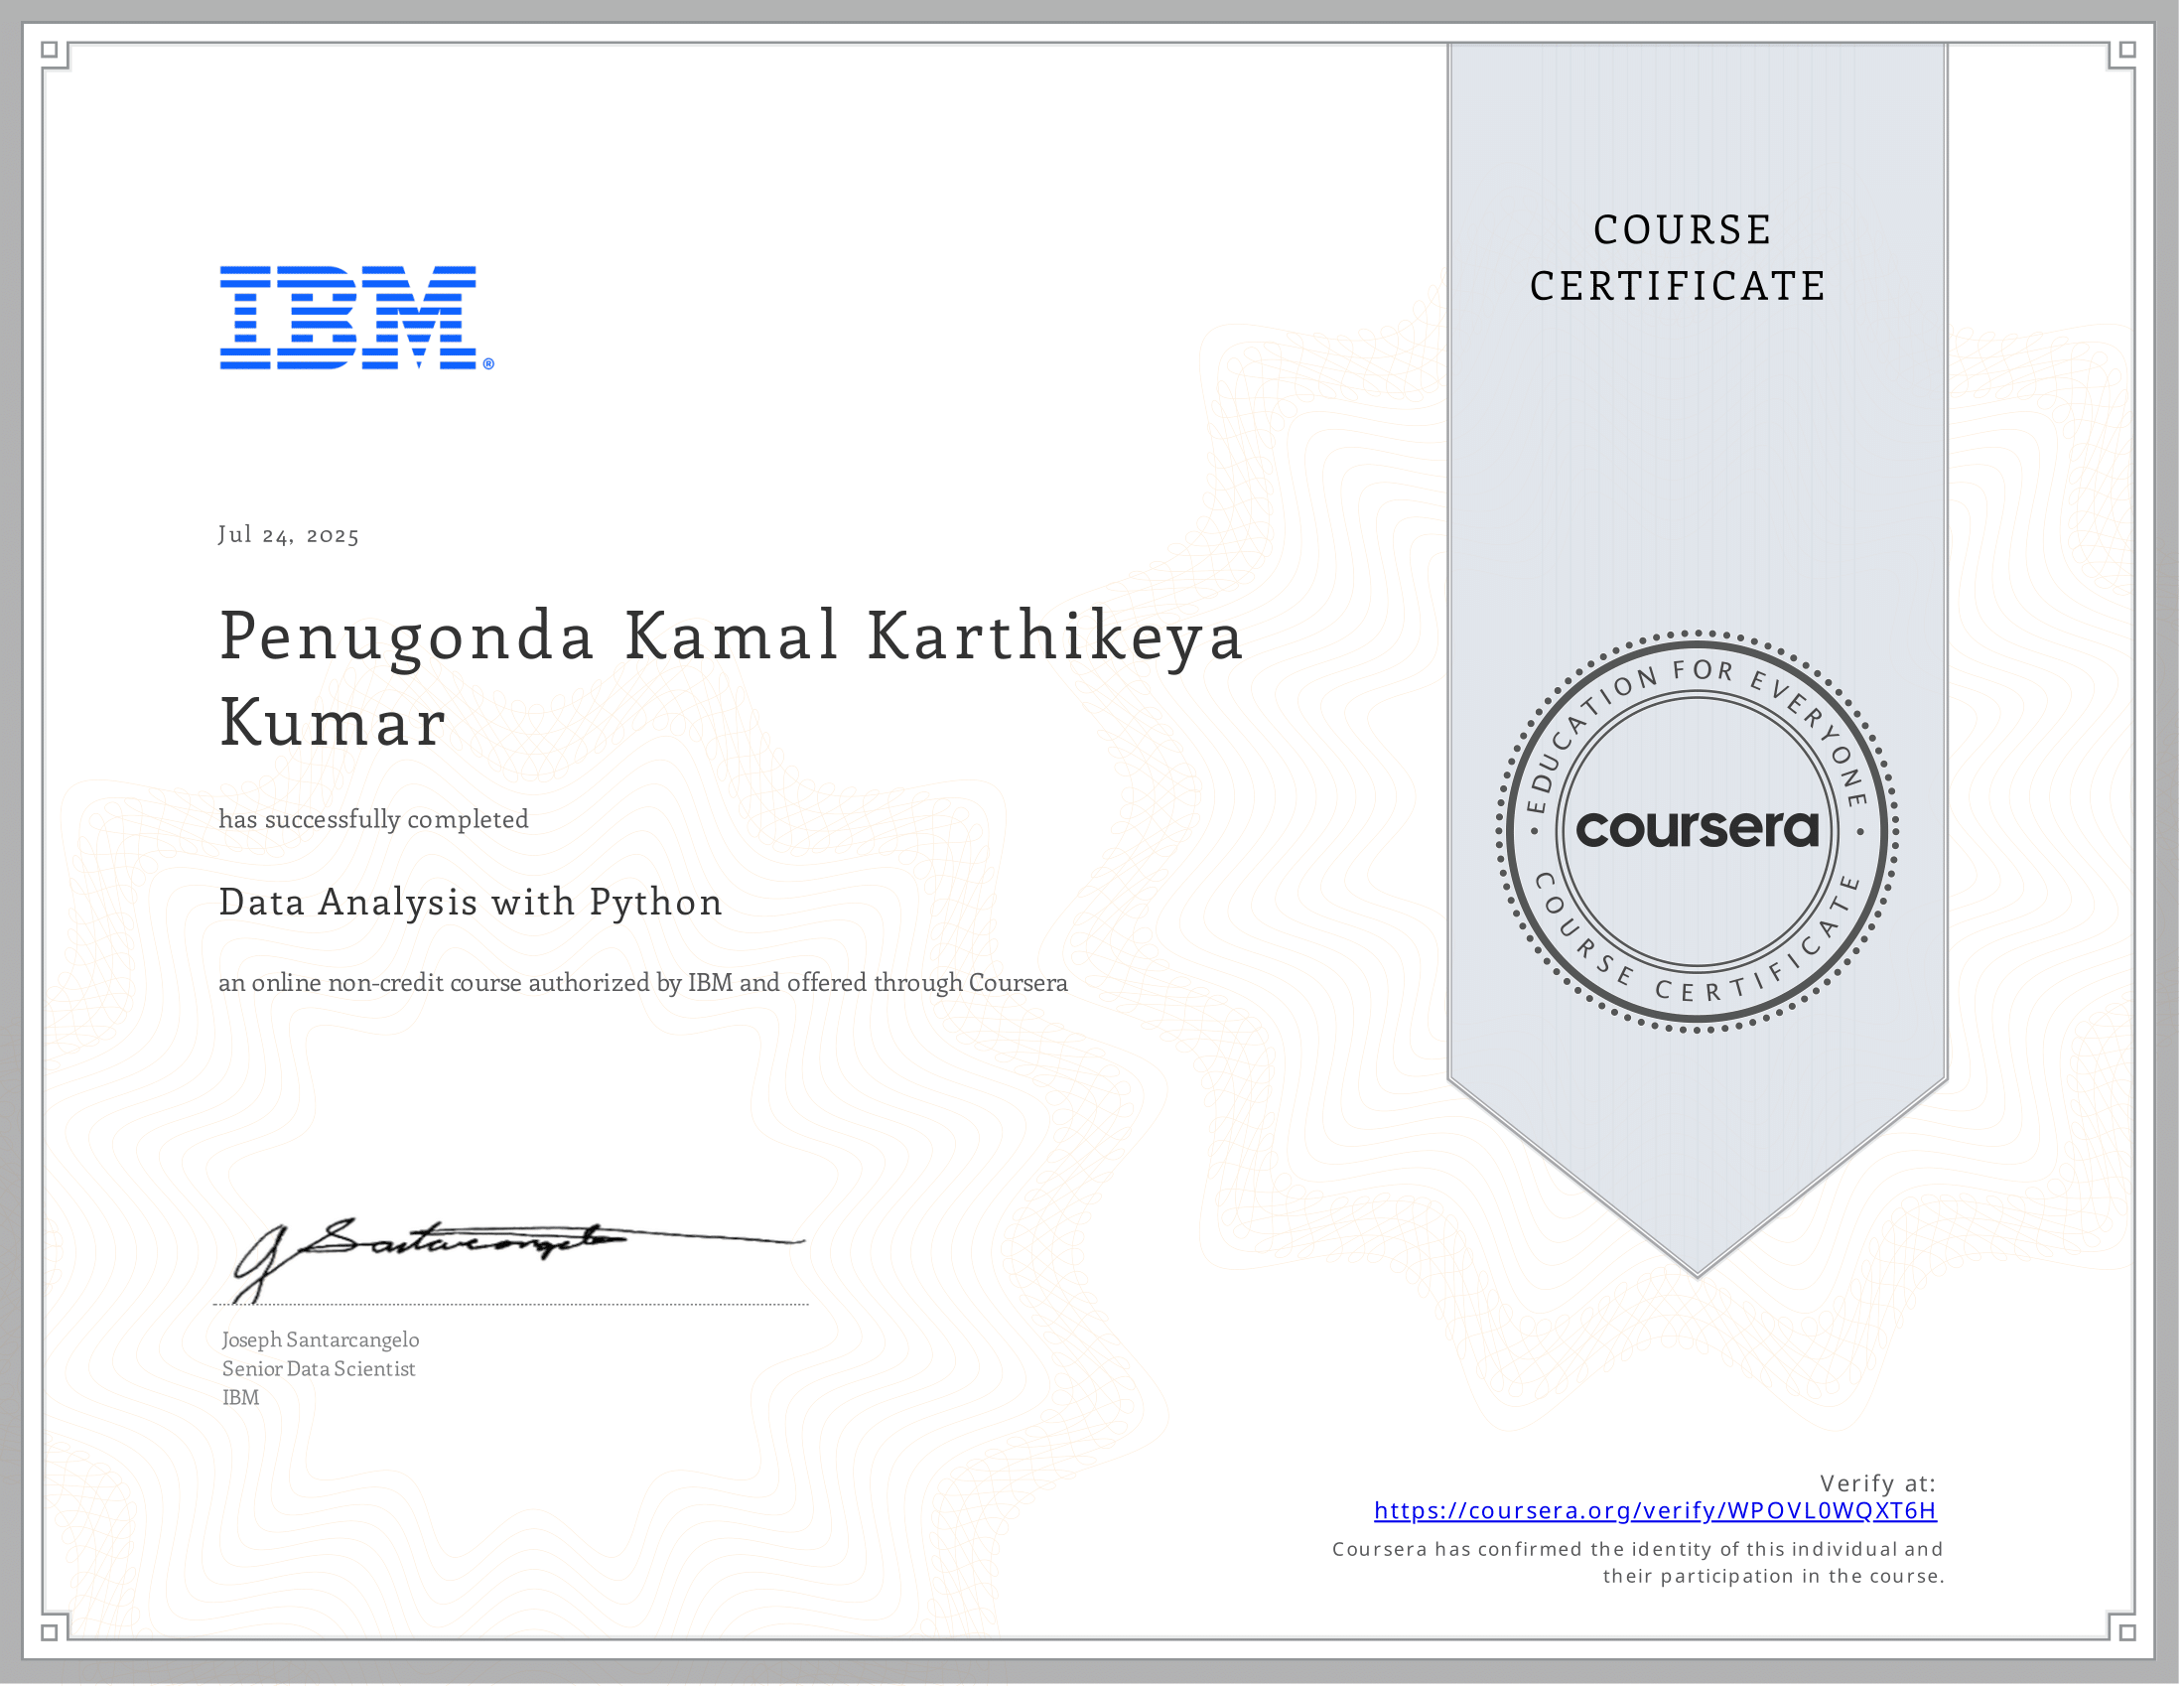 COURSE
CERTIFICATE
IBM®
Jul 24, 2025
Penugonda Kamal Karthikeya
Kumar
has successfully completed
Data Analysis with Python
an online non-credit course authorized by IBM and offered through Coursera
EDUCATION FOR EVERYONE
coursera
COURSE CERTIFICATE
J Santarcangelo
Joseph Santarcangelo
Senior Data Scientist
IBM
Verify at:
https://coursera.org/verify/WPOVL0WQXT6H
Coursera has confirmed the identity of this individual and
their participation in the course.